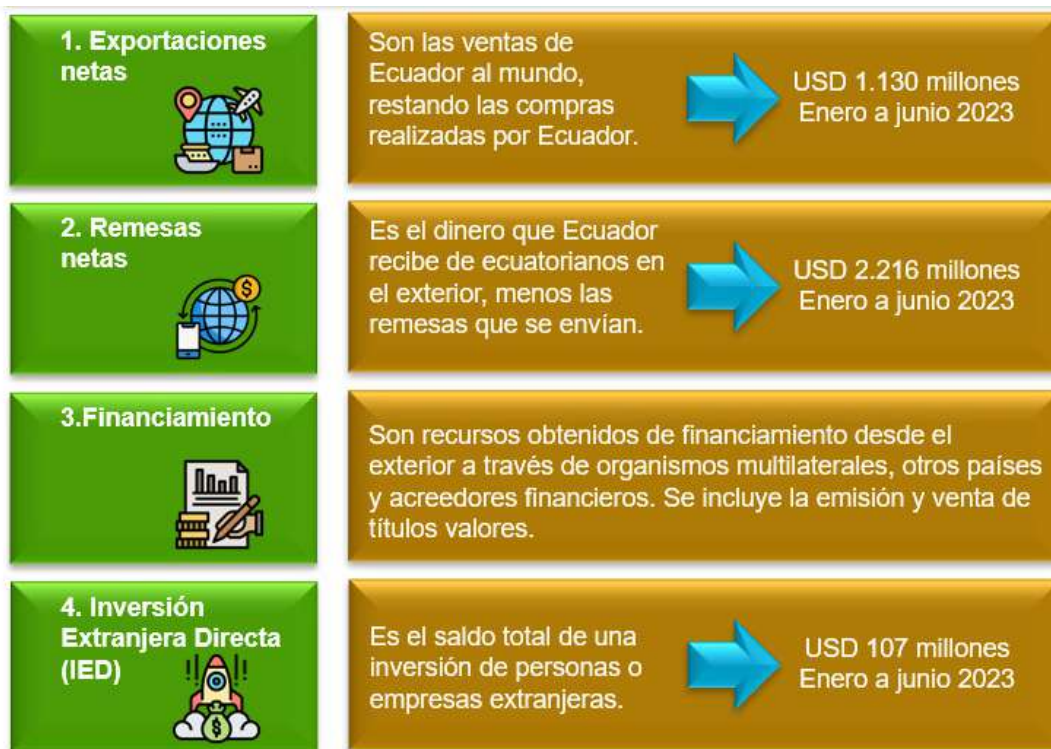 1. Exportaciones
netas
Son las ventas de
Ecuador al mundo,
restando las compras
realizadas por Ecuador.
USD 1.130 millones
Enero a junio 2023
2. Remesas
netas
$
Es el dinero que Ecuador
recibe de ecuatorianos en
el exterior, menos las
remesas que se envían.
USD 2.216 millones
Enero a junio 2023
3.Financiamiento
Son recursos obtenidos de financiamiento desde el
exterior a través de organismos multilaterales, otros países
y acreedores financieros. Se incluye la emisión y venta de
títulos valores.
4. Inversión
Extranjera Directa
(IED)
$
Es el saldo total de una
inversión de personas o
empresas extranjeras.
USD 107 millones
Enero a junio 2023